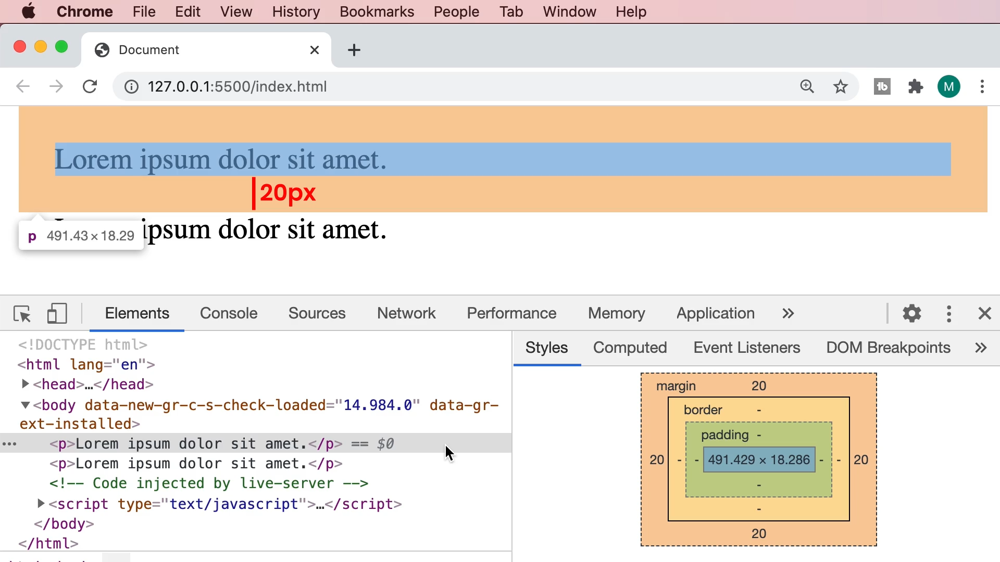 Chrome File Edit View History Bookmarks People Tab Window Help
Document
127.0.0.1:5500/index.html
M
Lorem ipsum dolor sit amet.
20px
ipsum dolor sit amet.
p 491.43×18.29
Elements Console Sources Network Performance Memory Application
<!DOCTYPE html>
<html lang="en">
<head>…</head>
<body data-new-gr-c-s-check-loaded="14.984.0" data-gr-
ext-installed>
<p>Lorem ipsum dolor sit amet.</p> == $0
<p>Lorem ipsum dolor sit amet.</p>
<!-- Code injected by live-server -->
<script type="text/javascript">…</script>
</body>
</html>
Styles Computed Event Listeners DOM Breakpoints
margin 20
border -
padding -
20 - - 491.429 × 18.286 - - 20
-
-
20